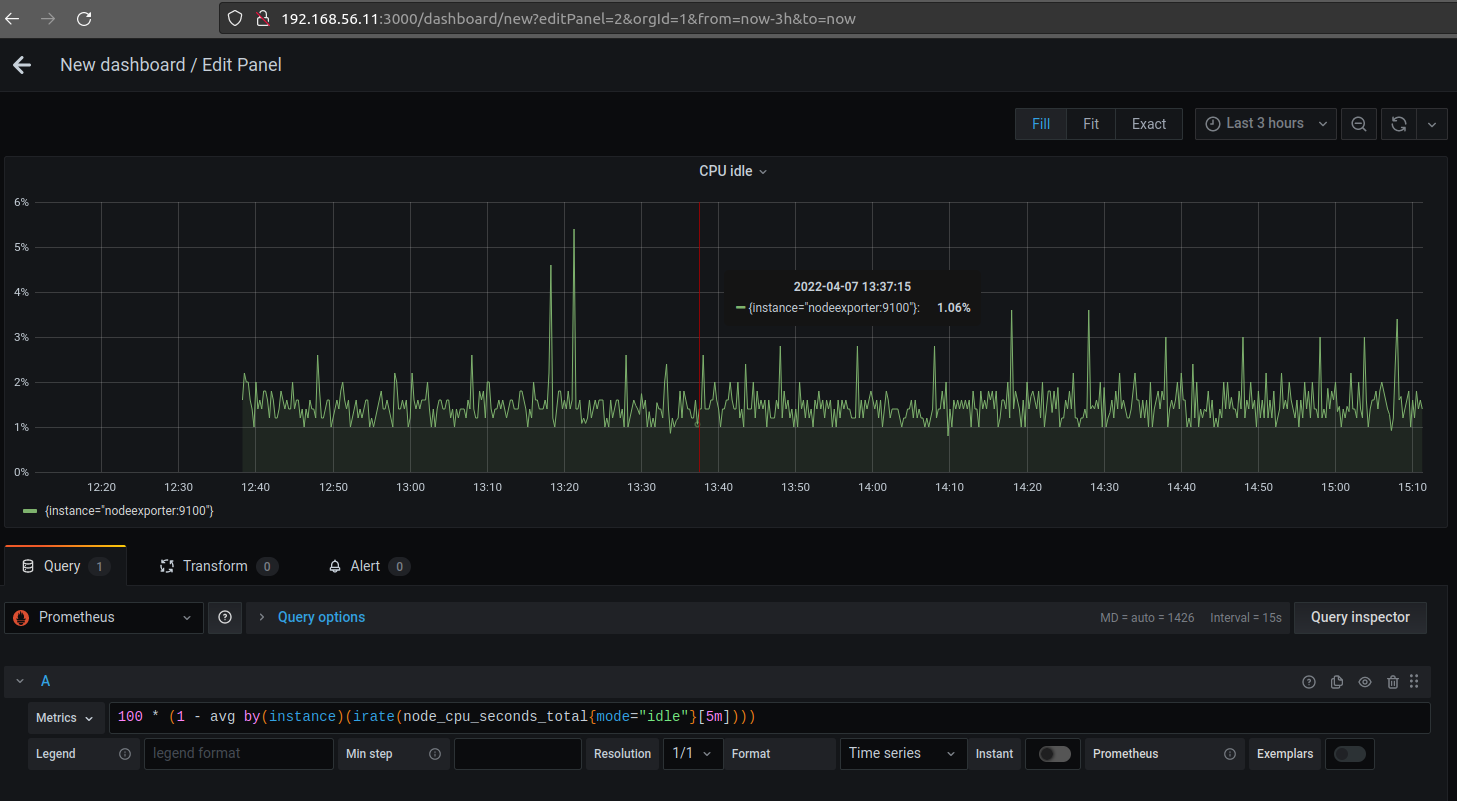 192.168.56.11:3000/dashboard/new?editPanel=2&orgId=1&from=now-3h&to=now
New dashboard / Edit Panel
Fill Fit Exact Last 3 hours
CPU idle
6%
5%
4%
3%
2%
1%
0%
2022-04-07 13:37:15
{instance="nodeexporter:9100"}: 1.06%
12:20 12:30 12:40 12:50 13:00 13:10 13:20 13:30 13:40 13:50 14:00 14:10 14:20 14:30 14:40 14:50 15:00 15:10
{instance="nodeexporter:9100"}
Query 1 Transform 0 Alert 0
Prometheus Query options MD = auto = 1426 Interval = 15s Query inspector
A
Metrics 100 * (1 - avg by(instance)(irate(node_cpu_seconds_total{mode="idle"}[5m])))
Legend legend format Min step Resolution 1/1 Format Time series Instant Prometheus Exemplars